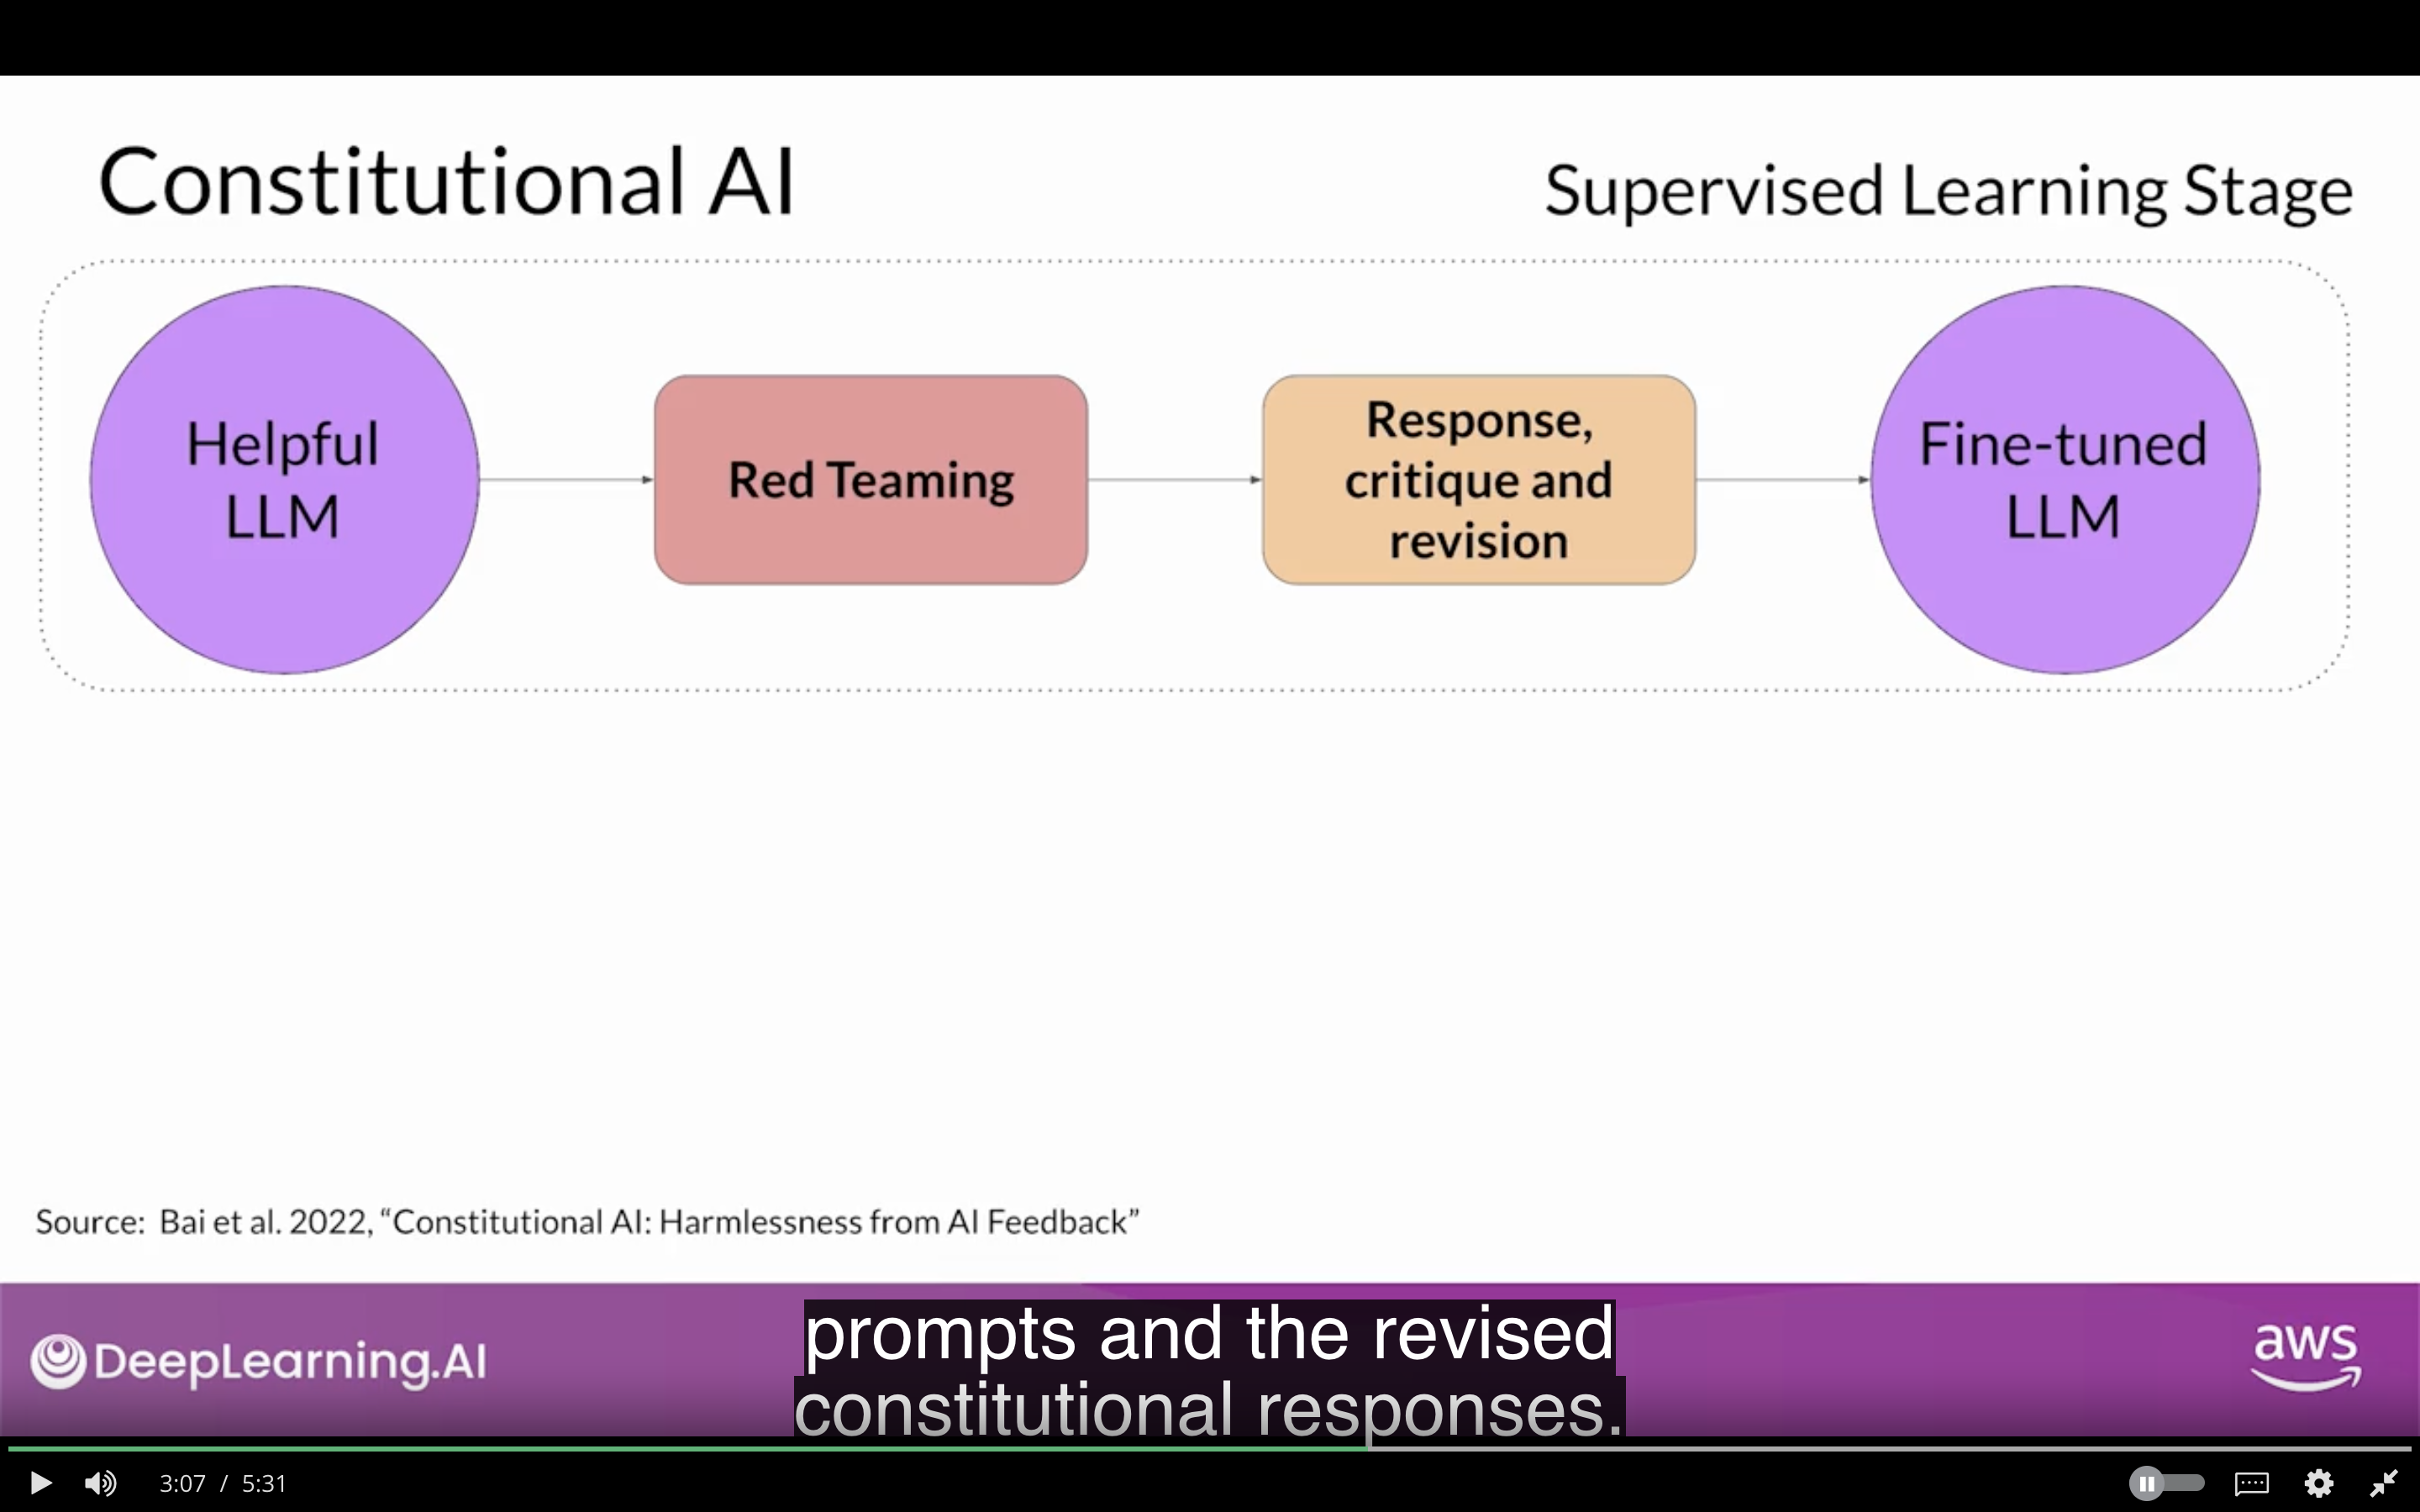 Constitutional AI
Supervised Learning Stage
Helpful
LLM
Red Teaming
Response,
critique and
revision
Fine-tuned
LLM
Source:  Bai et al. 2022, “Constitutional AI: Harmlessness from AI Feedback”
DeepLearning.AI
prompts and the revised
constitutional responses.
aws
3:07 / 5:31